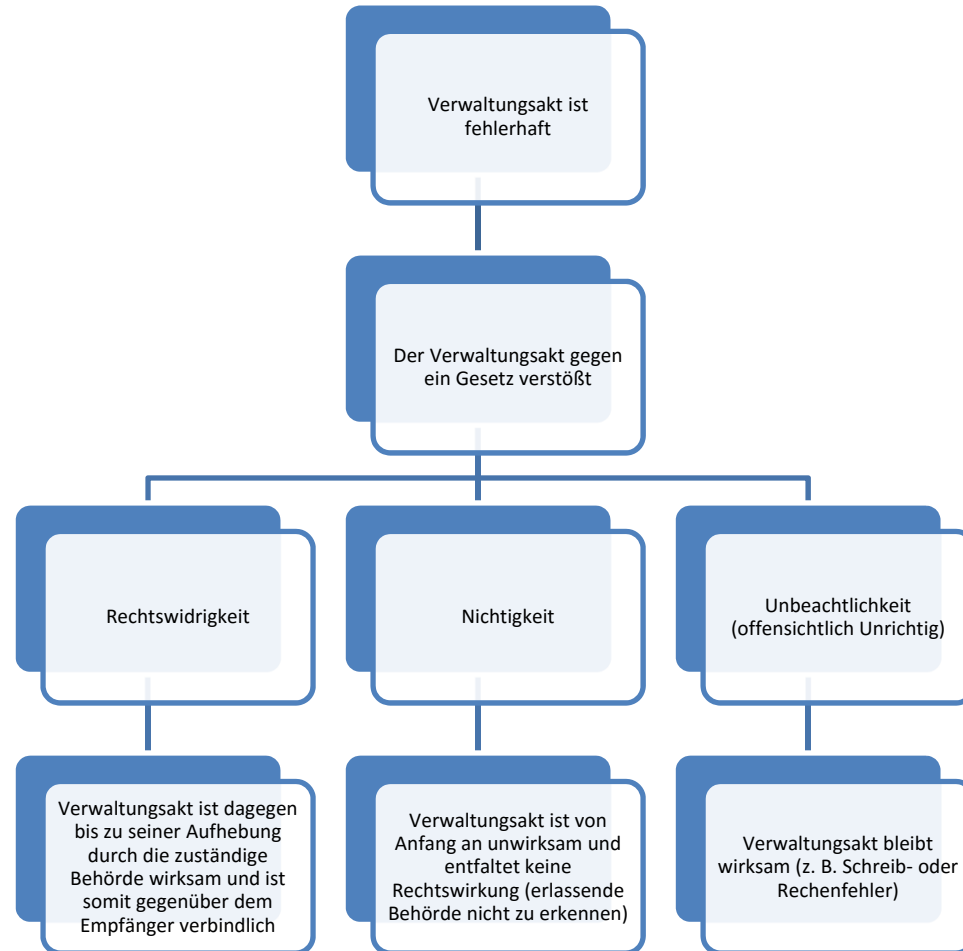 Verwaltungsakt ist
fehlerhaft
Der Verwaltungsakt gegen
ein Gesetz verstößt
Rechtswidrigkeit
Nichtigkeit
Unbeachtlichkeit
(offensichtlich Unrichtig)
Verwaltungsakt ist dagegen
bis zu seiner Aufhebung
durch die zuständige
Behörde wirksam und ist
somit gegenüber dem
Empfänger verbindlich
Verwaltungsakt ist von
Anfang an unwirksam und
entfaltet keine
Rechtswirkung (erlassende
Behörde nicht zu erkennen)
Verwaltungsakt bleibt
wirksam (z. B. Schreib- oder
Rechenfehler)